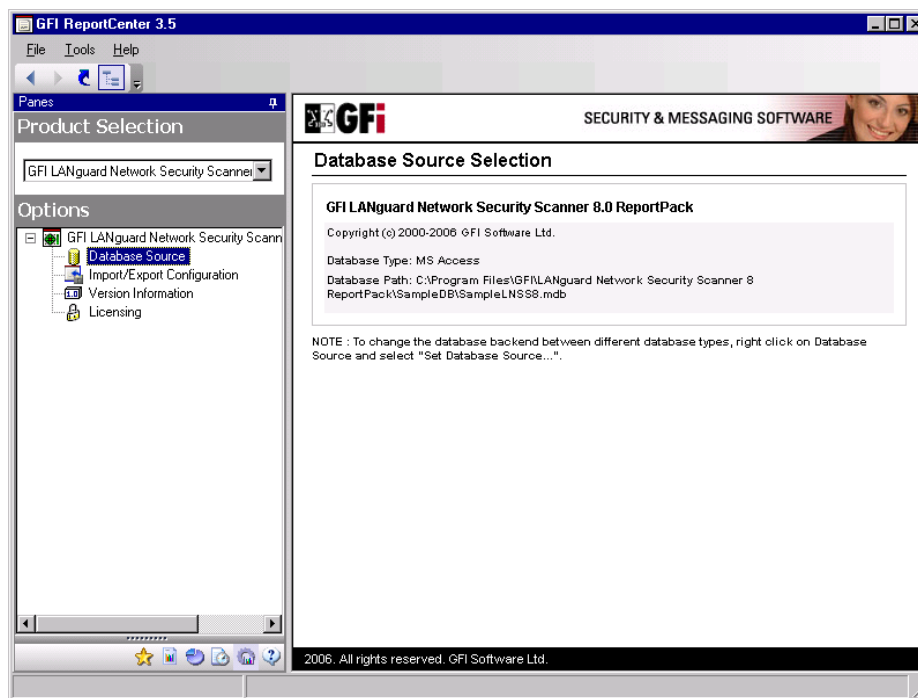 GFI ReportCenter 3.5
File Tools Help
Panes
Product Selection
GFI LANguard Network Security Scanner
Options
GFI LANguard Network Security Scann
Database Source
Import/Export Configuration
1.0 Version Information
Licensing
GFi SECURITY & MESSAGING SOFTWARE
Database Source Selection
GFI LANguard Network Security Scanner 8.0 ReportPack
Copyright (c) 2000-2006 GFI Software Ltd.
Database Type: MS Access
Database Path: C:\Program Files\GFI\LANguard Network Security Scanner 8
ReportPack\SampleDB\SampleLNSS8.mdb
NOTE : To change the database backend between different database types, right click on Database
Source and select "Set Database Source...".
2006. All rights reserved. GFI Software Ltd.